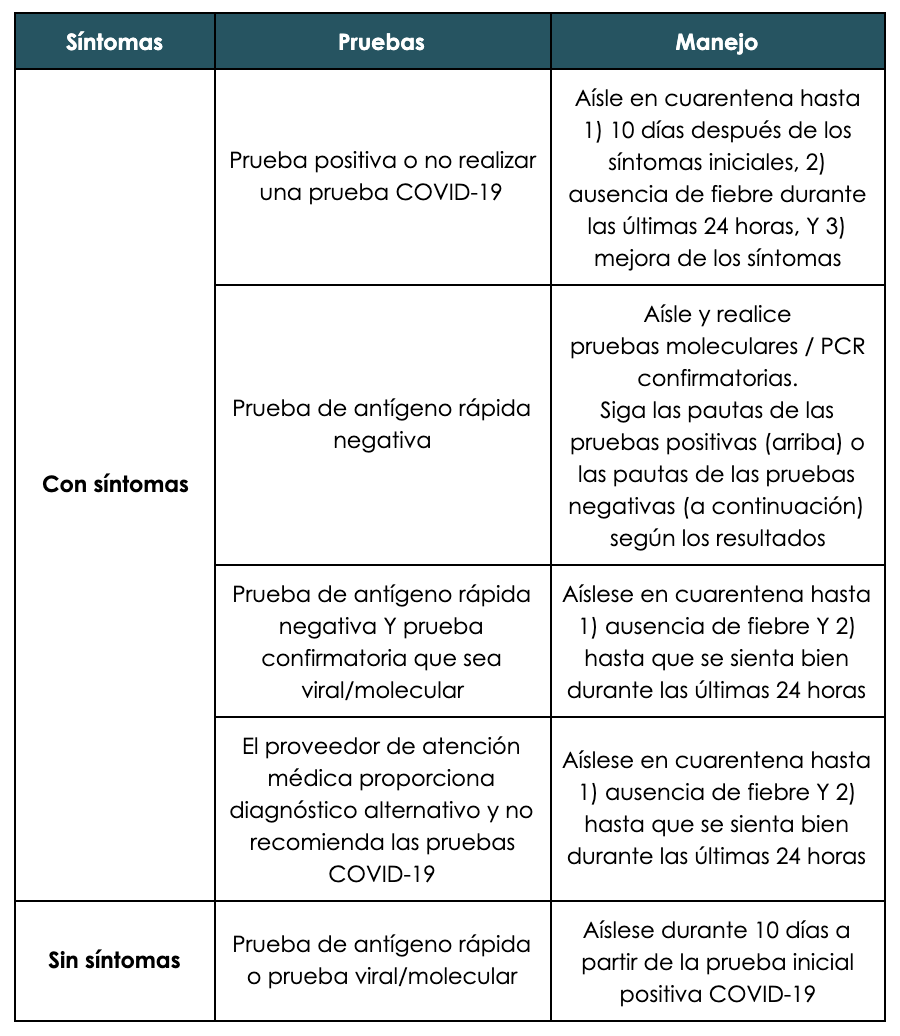 Síntomas
Pruebas
Manejo
Con síntomas
Prueba positiva o no realizar
una prueba COVID-19
Aísle en cuarentena hasta
1) 10 días después de los
síntomas iniciales, 2)
ausencia de fiebre durante
las últimas 24 horas, Y 3)
mejora de los síntomas
Prueba de antígeno rápida
negativa
Aísle y realice
pruebas moleculares / PCR
confirmatorias.
Siga las pautas de las
pruebas positivas (arriba) o
las pautas de las pruebas
negativas (a continuación)
según los resultados
Prueba de antígeno rápida
negativa Y prueba
confirmatoria que sea
viral/molecular
Aíslese en cuarentena hasta
1) ausencia de fiebre Y 2)
hasta que se sienta bien
durante las últimas 24 horas
El proveedor de atención
médica proporciona
diagnóstico alternativo y no
recomienda las pruebas
COVID-19
Aíslese en cuarentena hasta
1) ausencia de fiebre Y 2)
hasta que se sienta bien
durante las últimas 24 horas
Sin síntomas
Prueba de antígeno rápida
o prueba viral/molecular
Aíslese durante 10 días a
partir de la prueba inicial
positiva COVID-19